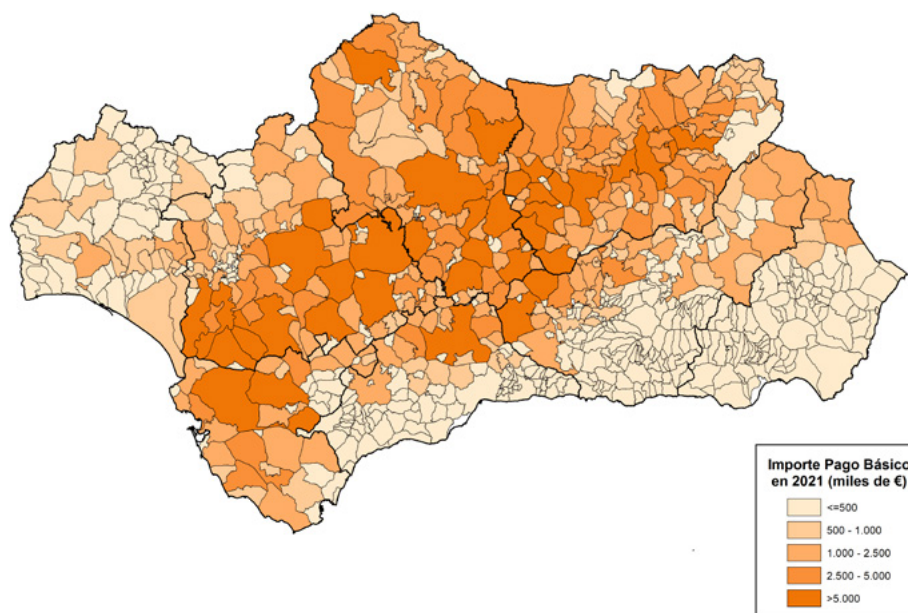 Importe Pago Básico
en 2021 (miles de €)
<=500
500 - 1.000
1.000 - 2.500
2.500 - 5.000
>5.000